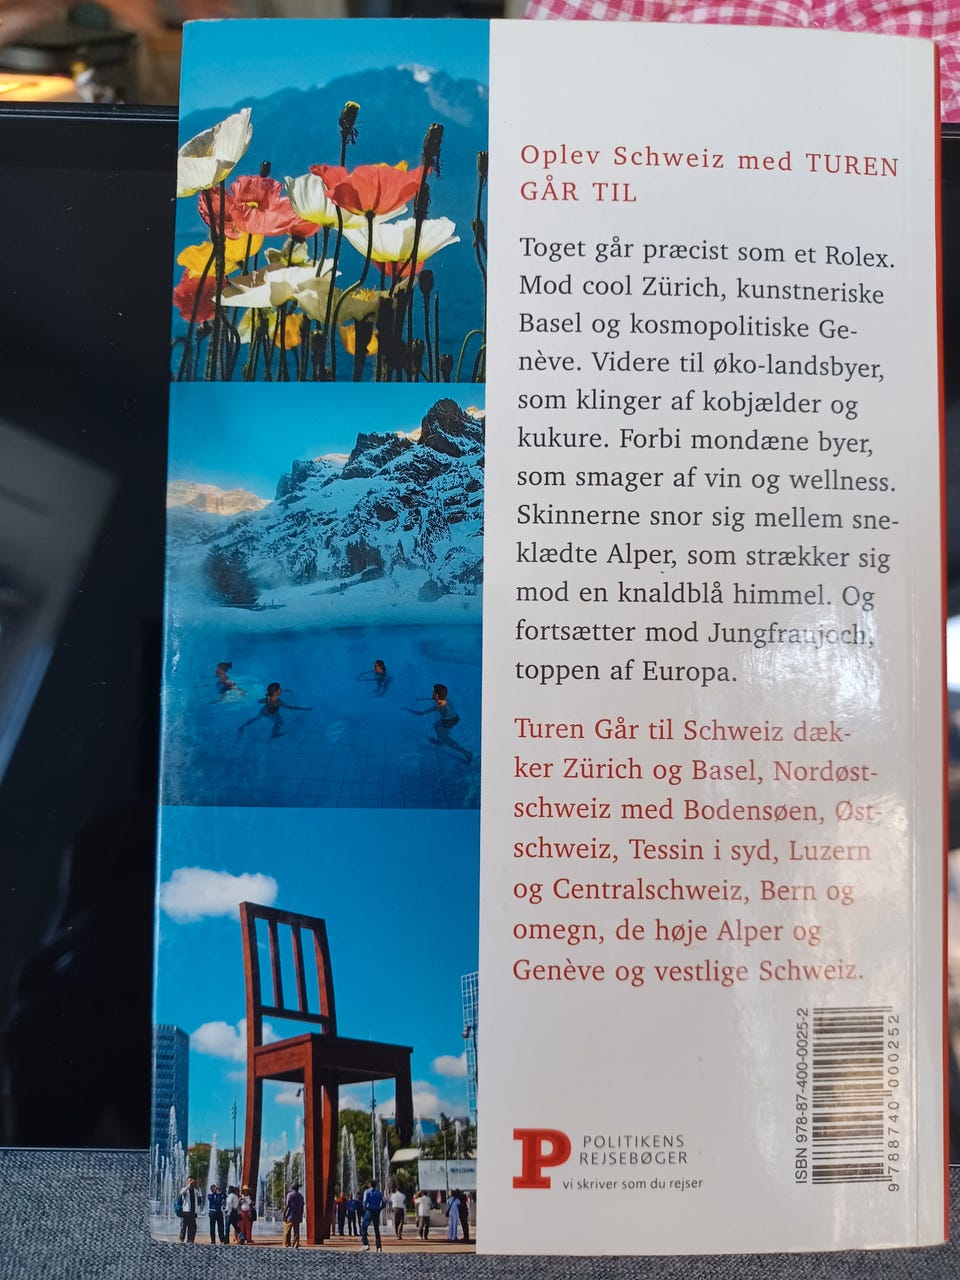 Oplev Schweiz med TUREN
GÅR TIL
Toget går præcist som et Rolex.
Mod cool Zürich, kunstneriske
Basel og kosmopolitiske Ge-
nève. Videre til øko-landsbyer,
som klinger af kobjælder og
kukure. Forbi mondæne byer,
som smager af vin og wellness.
Skinnerne snor sig mellem sne-
klædte Alper, som strækker sig
mod en knaldblå himmel. Og
fortsætter mod Jungfraujoch,
toppen af Europa.
Turen Går til Schweiz dæk-
ker Zürich og Basel, Nordøst-
schweiz med Bodensøen, Øst-
schweiz, Tessin i syd, Luzern
og Centralschweiz, Bern og
omegn, de høje Alper og
Genève og vestlige Schweiz.
P
POLITIKENS
REJSEBØGER
vi skriver som du rejser
ISBN 978-87-400-0025-2
9 788740 000252